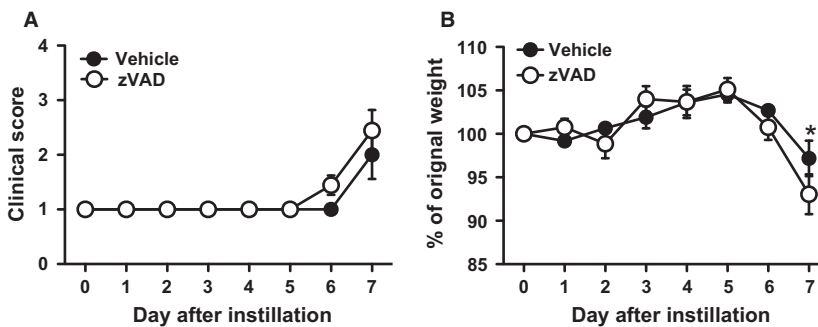 A
Vehicle
zVAD
Clinical score
4
3
2
1
0
0 1 2 3 4 5 6 7
Day after instillation
B
Vehicle
zVAD
% of orignal weight
110
105
100
95
90
85
*
0 1 2 3 4 5 6 7
Day after instillation